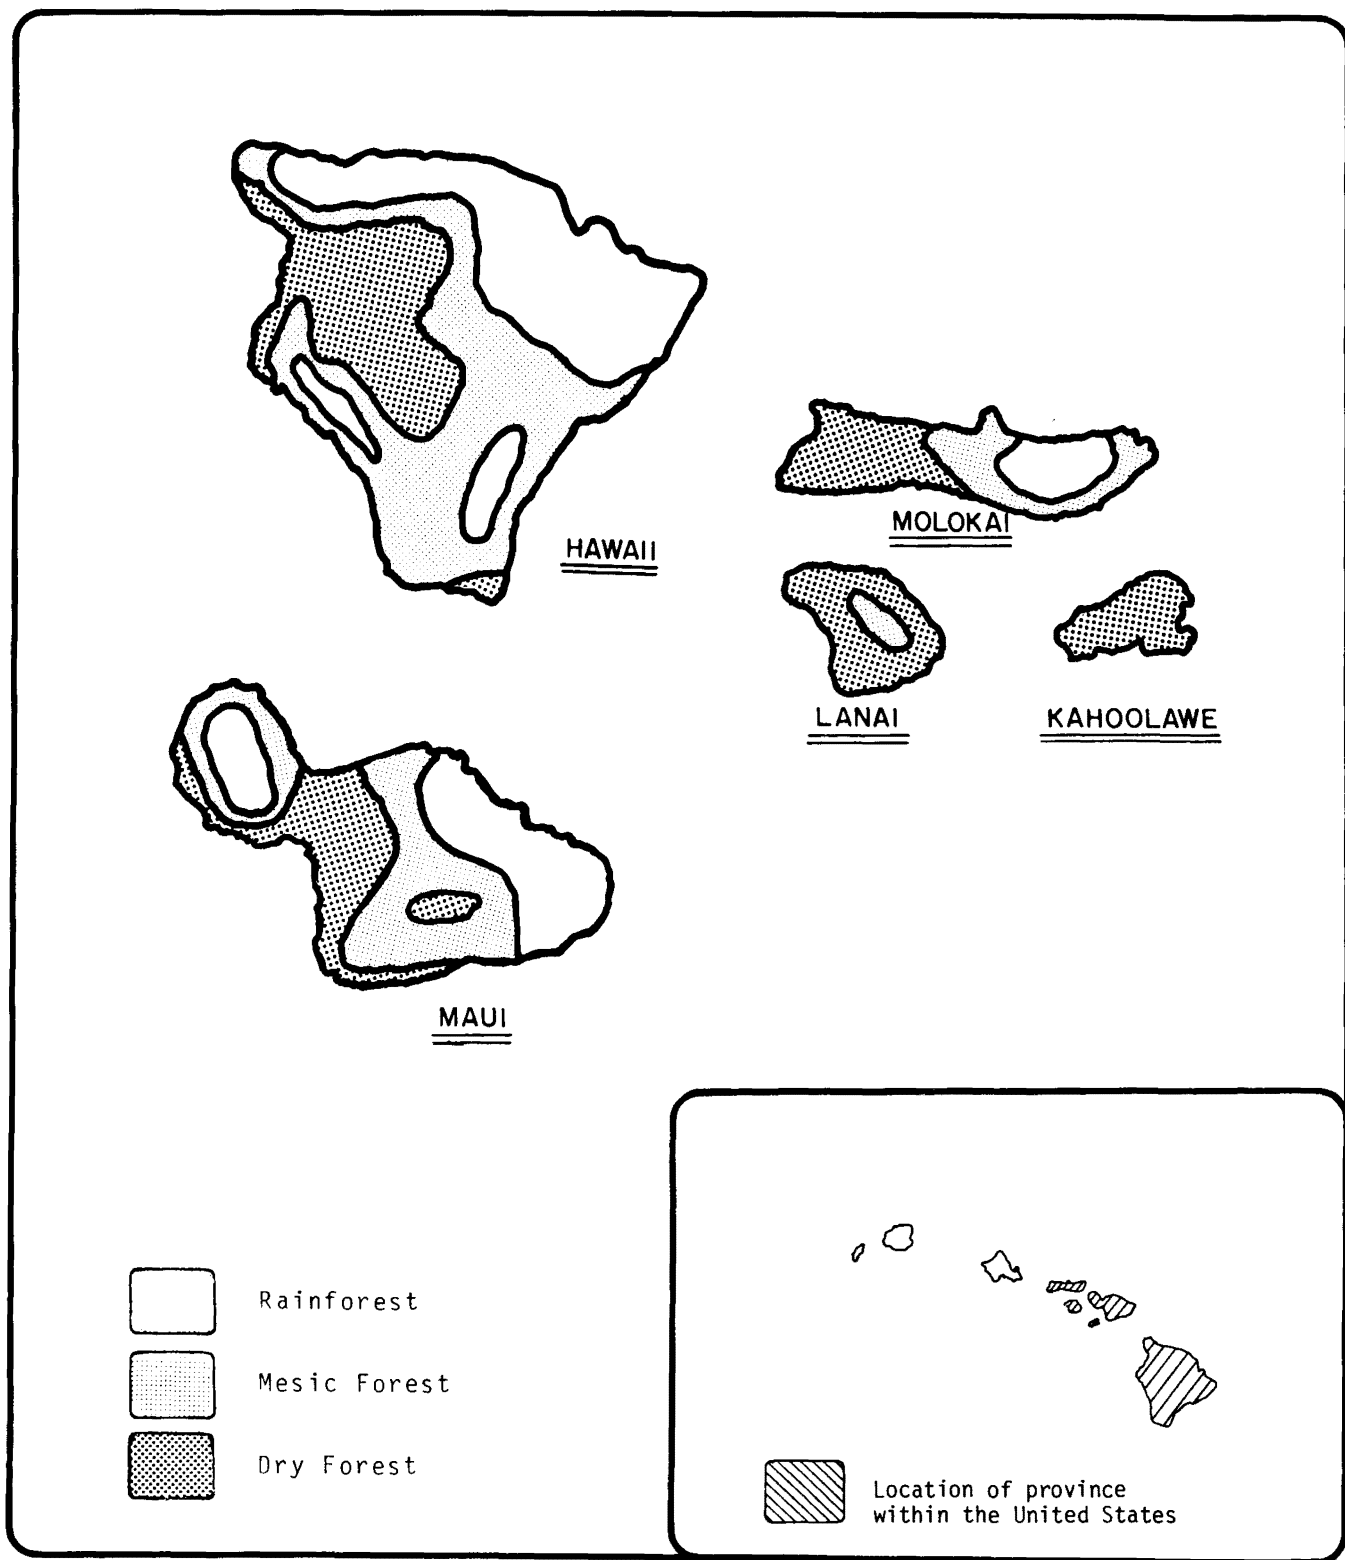 HAWAII
MOLOKAI
LANAI
KAHOOLAWE
MAUI
Rainforest
Mesic Forest
Dry Forest
Location of province
within the United States